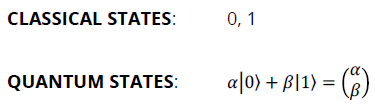 CLASSICAL STATES: 0, 1
QUANTUM STATES: α|0⟩ + β|1⟩ = (α β)